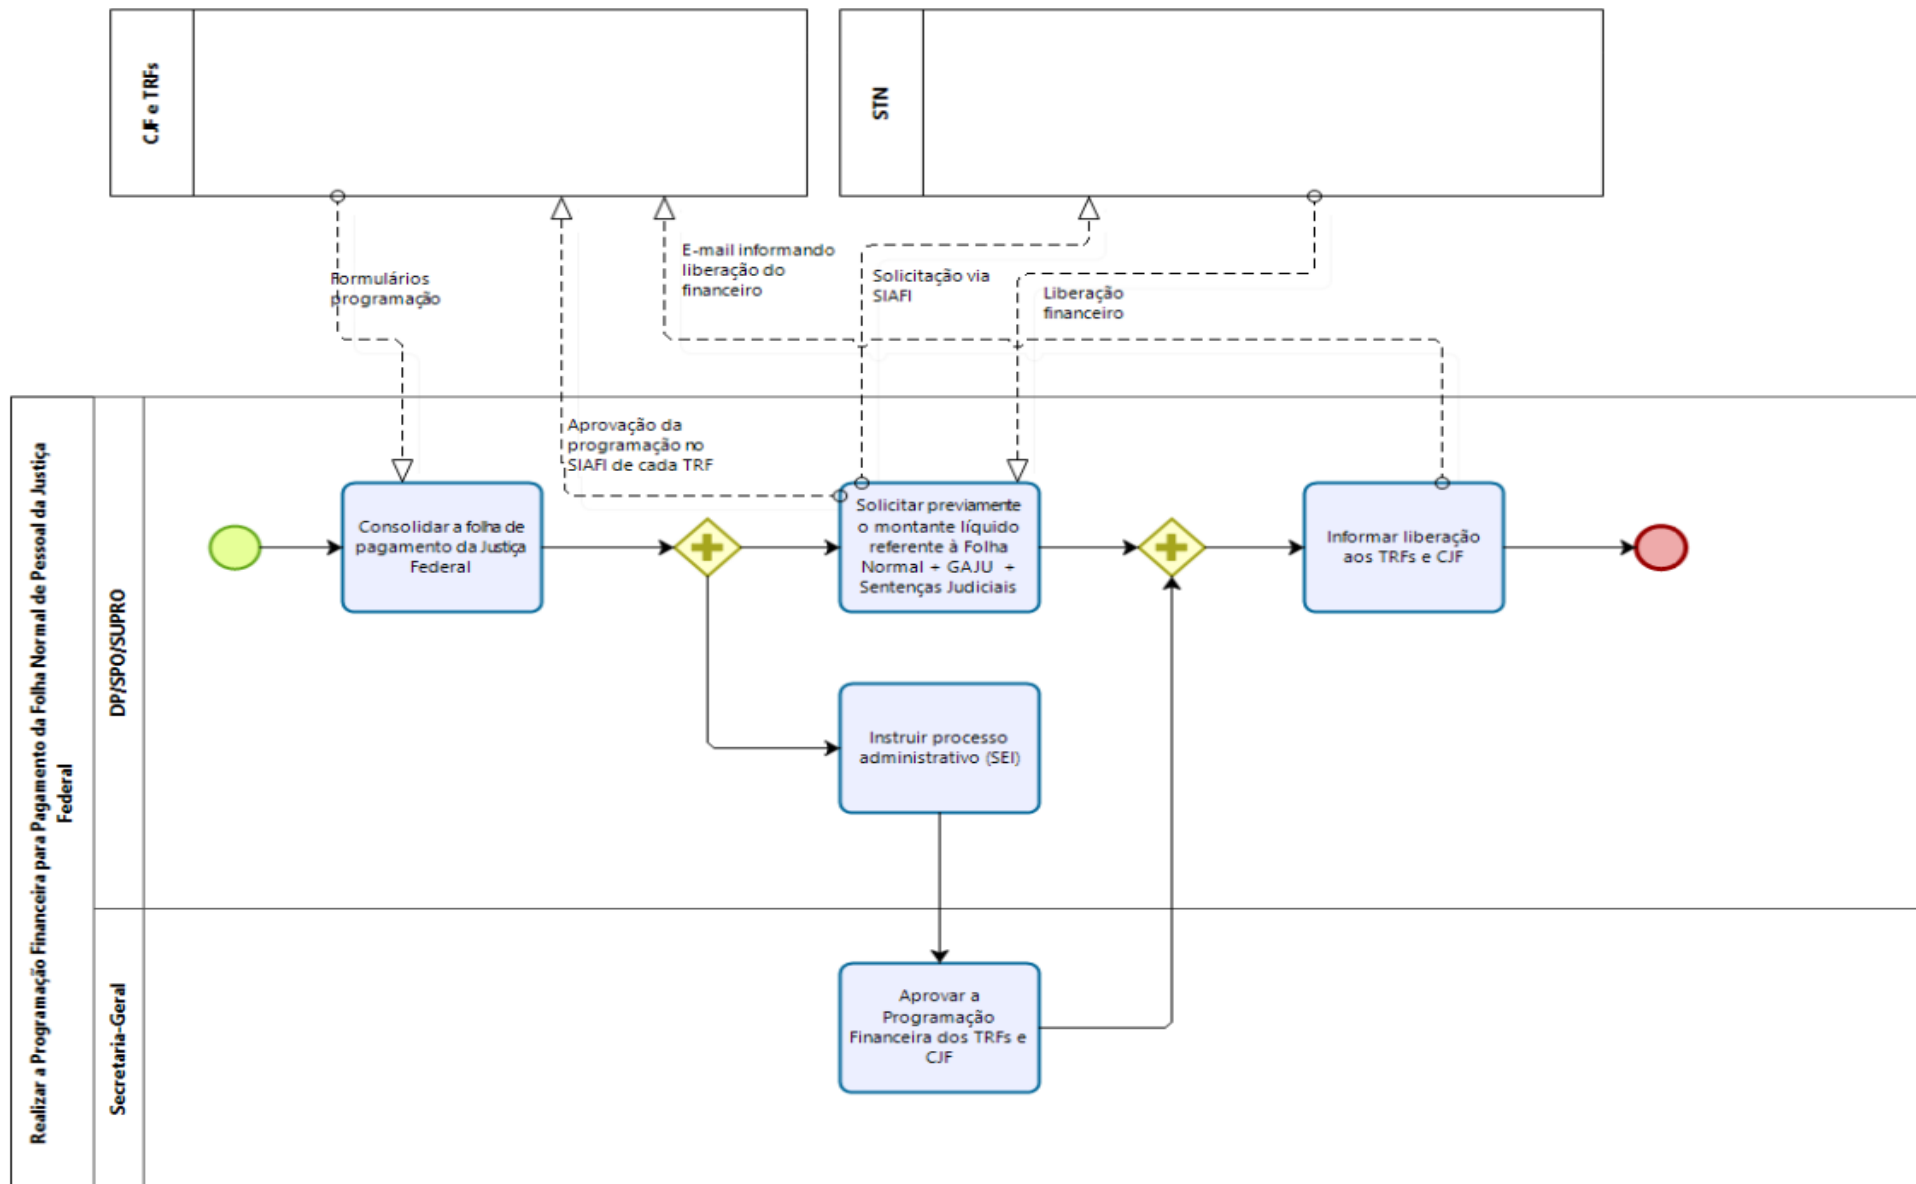 CJF e TRFs
STN
Formulários
programação
E-mail informando
liberação do
financeiro
Solicitação via
SIAFI
Liberação
financeiro
Aprovação da
programação no
SIAFI de cada TRF
Realizar a Programação Financeira para Pagamento da Folha Normal de Pessoal da Justiça
Federal
DP/SPO/SUPRO
Consolidar a folha de
pagamento da Justiça
Federal
Solicitar previamente
o montante líquido
referente à Folha
Normal + GAJU +
Sentenças Judiciais
Informar liberação
aos TRFs e CJF
Instruir processo
administrativo (SEI)
Secretaria-Geral
Aprovar a
Programação
Financeira dos TRFs e
CJF